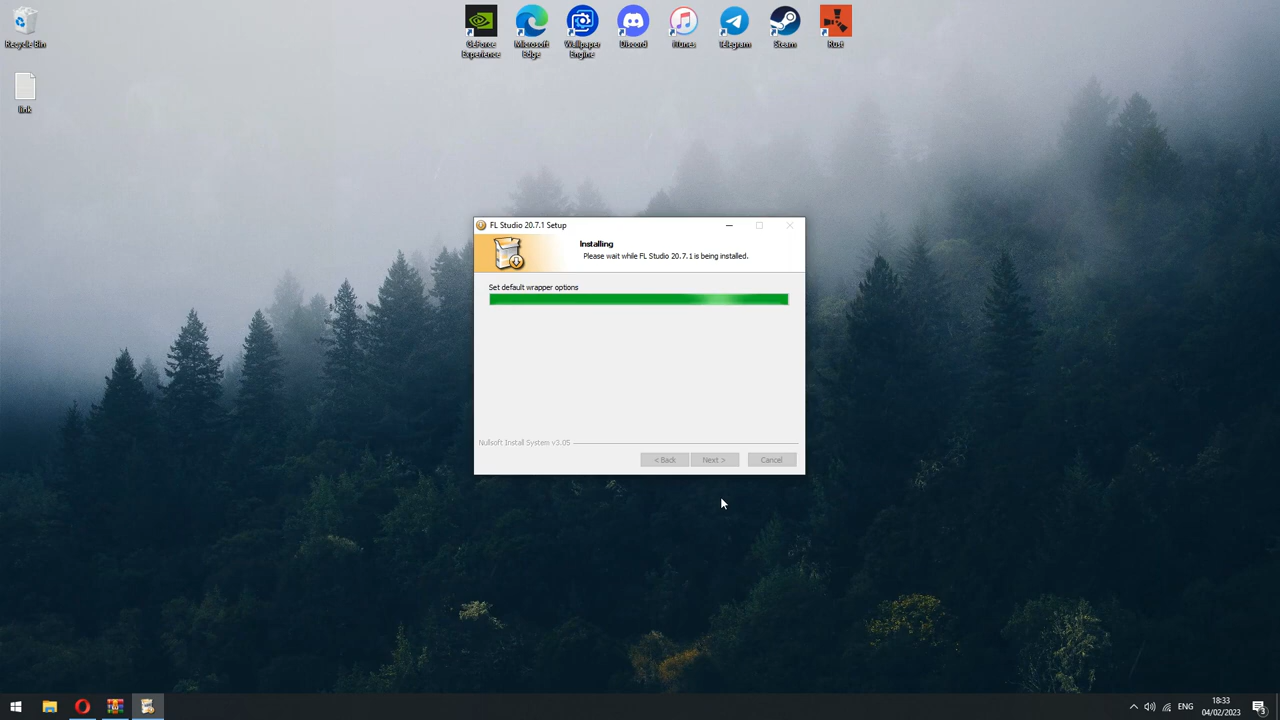 Recycle Bin
GeForce
Experience
Microsoft
Edge
Wallpaper
Engine
Discord
iTunes
Telegram
Steam
Rust
link
FL Studio 20.7.1 Setup
Installing
Please wait while FL Studio 20.7.1 is being installed.
Set default wrapper options
Nullsoft Install System v3.05
< Back
Next >
Cancel
ENG
18:33
04/02/2023